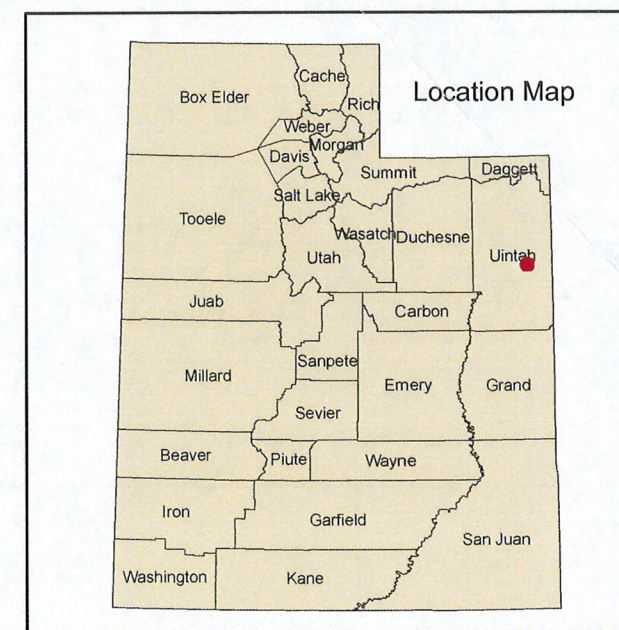 Location Map
Cache
Box Elder
Rich
Weber
Morgan
Davis
Summit
Daggett
Salt Lake
Tooele
Wasatch
Duchesne
Utah
Uintah
Juab
Carbon
Sanpete
Millard
Emery
Grand
Sevier
Beaver
Piute
Wayne
Iron
Garfield
San Juan
Washington
Kane